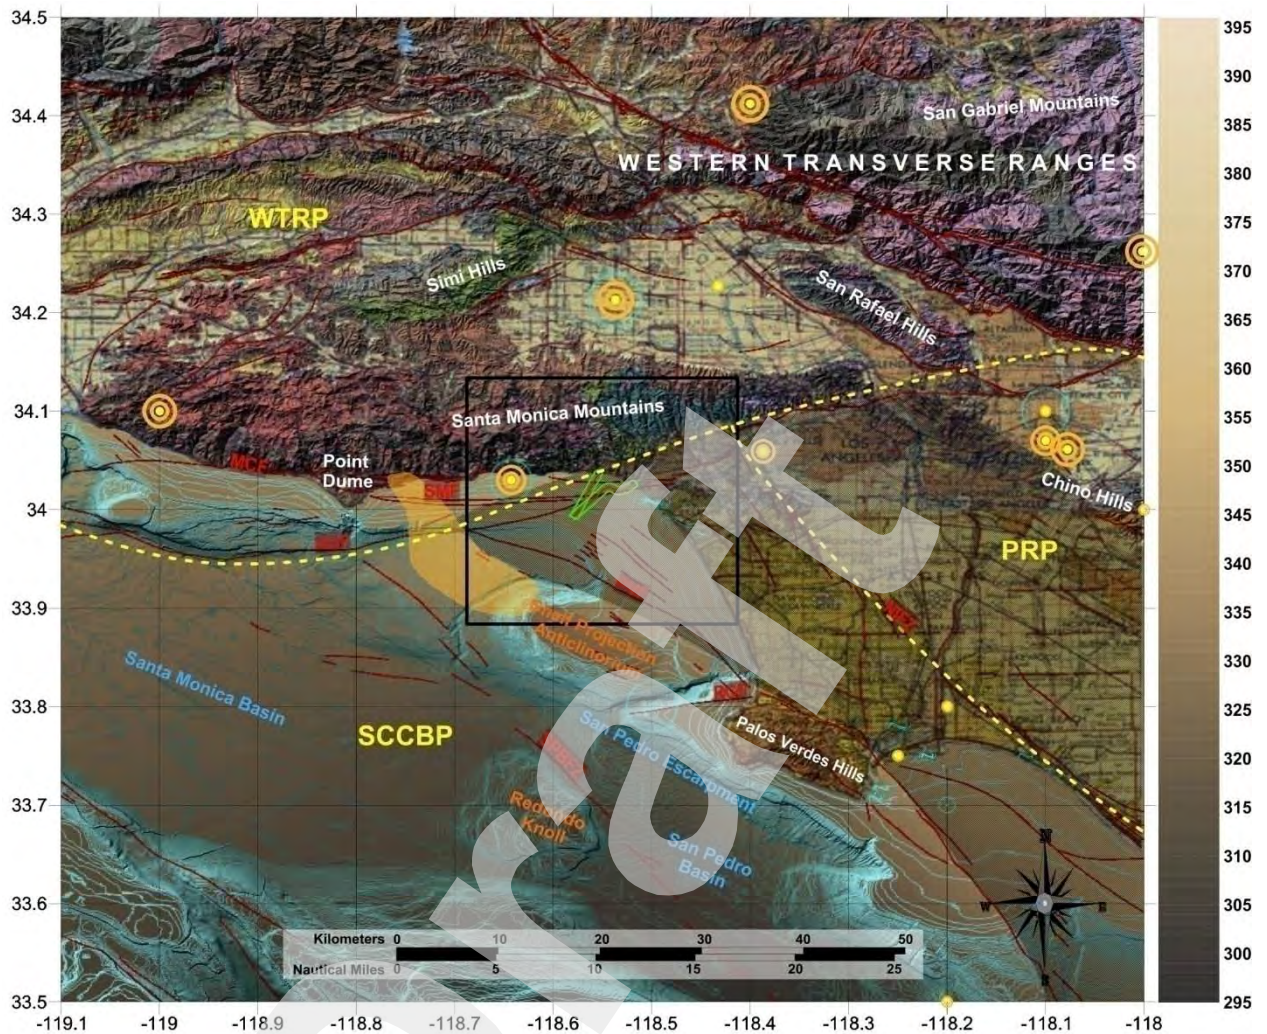 34.5
34.4
34.3
34.2
34.1
34
33.9
33.8
33.7
33.6
33.5
-119.1
-119
-118.9
-118.8
-118.7
-118.6
-118.5
-118.4
-118.3
-118.2
-118.1
-118
395
390
385
380
375
370
365
360
355
350
345
340
335
330
325
320
315
310
305
300
295
San Gabriel Mountains
WESTERN TRANSVERSE RANGES
WTRP
Simi Hills
San Rafael Hills
Santa Monica Mountains
MCF
Point
Dume
SMF
Chino Hills
PRP
Shelf Projection
Anticlinorium
Santa Monica Basin
SCCBP
San Pedro Escarpment
Palos Verdes Hills
Redondo
Knoll
San Pedro
Basin
N
W
E
Kilometers 0 10 20 30 40 50
Nautical Miles 0 5 10 15 20 25